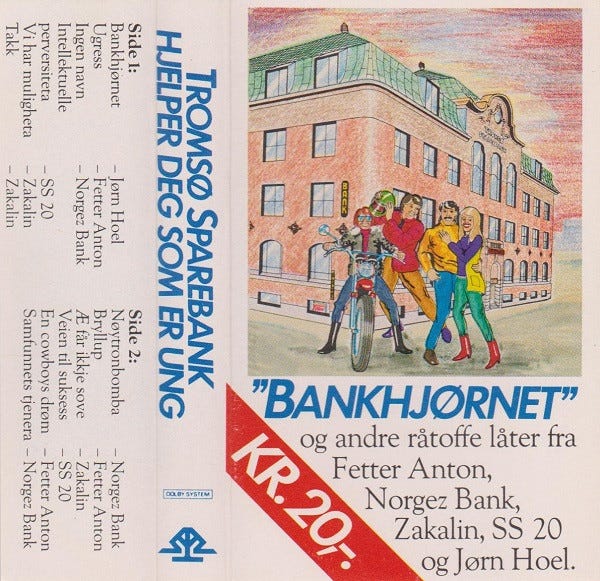 Side 1:
Bankhjørnet – Jørn Hoel
Ugress – Fetter Anton
Ingen navn – Norgez Bank
Intellektuelle
perversiteta – SS 20
Vi har muligheta – Zakalin
Takk – Zakalin
Side 2:
Nøytronbomba – Norgez Bank
Bryllup – Fetter Anton
Æ får ikkje sove – Zakalin
Veien til suksess – SS 20
En cowboys drøm – Fetter Anton
Samfunnets tjenera – Norgez Bank
TROMSØ SPAREBANK
HJELPER DEG SOM ER UNG
DOLBY SYSTEM
BANK
"BANKHJØRNET"
og andre råtoffe låter fra
Fetter Anton,
Norgez Bank,
Zakalin, SS 20
og Jørn Hoel.
KR. 20,-